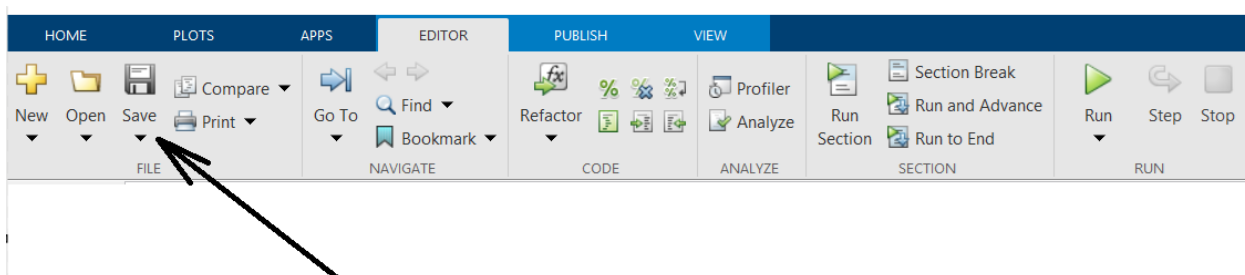 HOME PLOTS APPS EDITOR PUBLISH VIEW
New Open Save Compare Print Go To Find Bookmark Refactor fx % % % Profiler Analyze Run Section Section Break Run and Advance Run to End Run Step Stop
FILE NAVIGATE CODE ANALYZE SECTION RUN